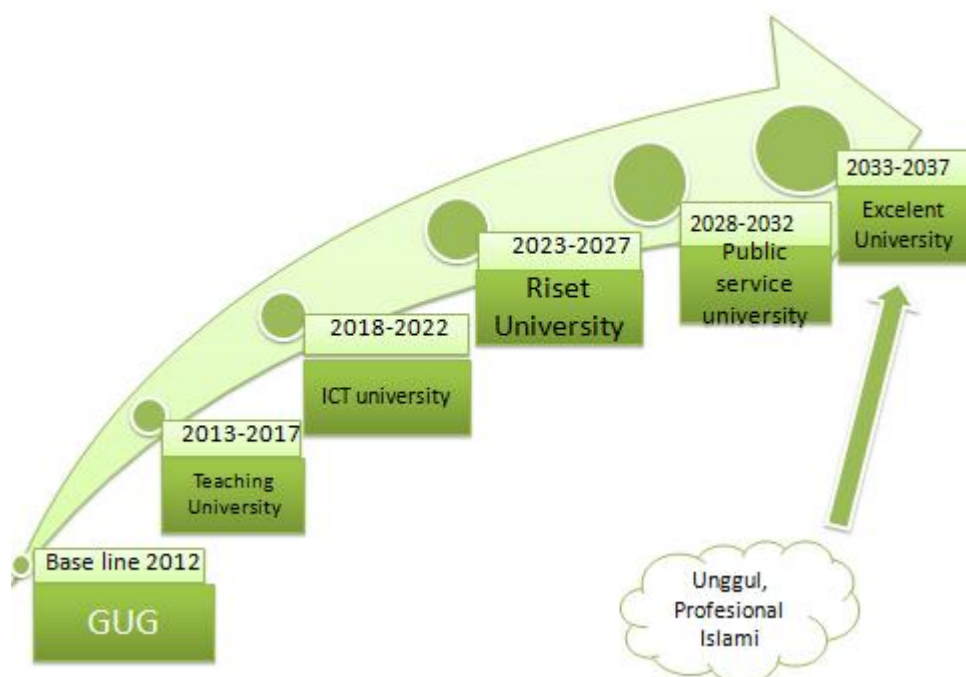 Base line 2012
GUG
2013-2017
Teaching
University
2018-2022
ICT university
2023-2027
Riset
University
2028-2032
Public
service
university
2033-2037
Excelent
University
Unggul,
Profesional
Islami